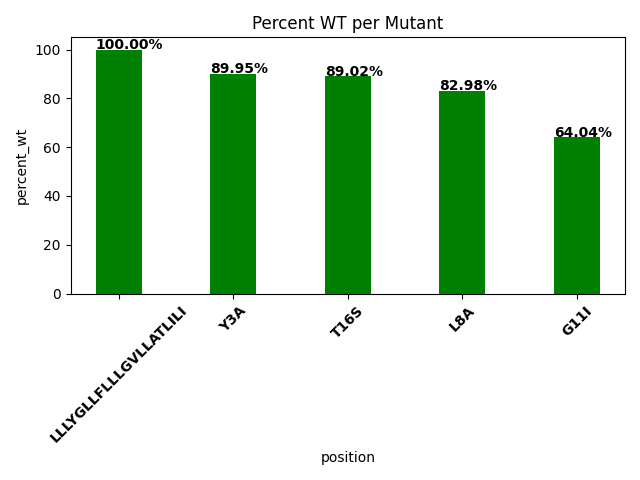 Percent WT per Mutant
percent_wt
100
80
60
40
20
0
100.00%
89.95%
89.02%
82.98%
64.04%
LLLYGLLFLLLGVLLATLILI
Y3A
T16S
L8A
G11I
position